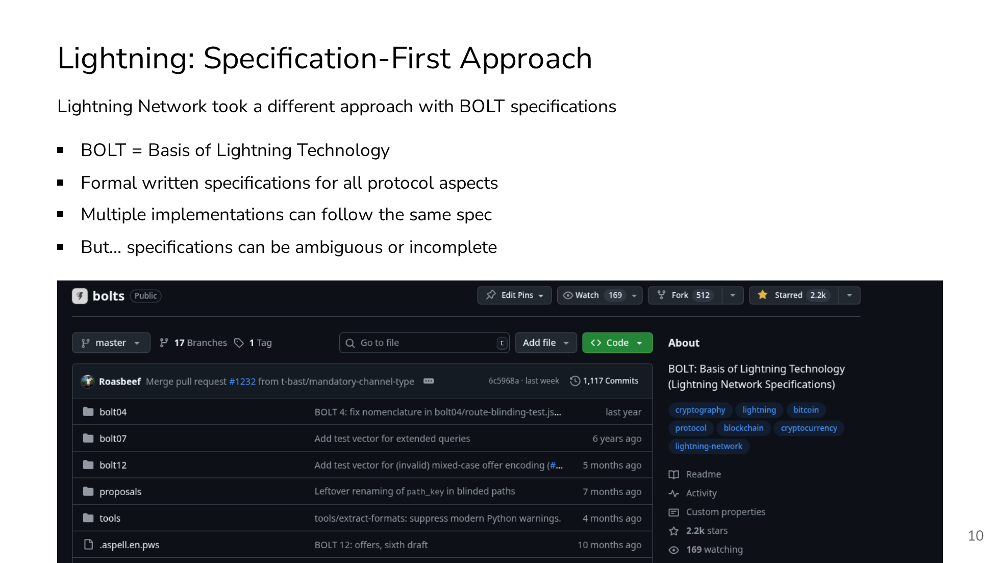 Lightning: Specification-First Approach
Lightning Network took a different approach with BOLT specifications
BOLT = Basis of Lightning Technology
Formal written specifications for all protocol aspects
Multiple implementations can follow the same spec
But... specifications can be ambiguous or incomplete
bolts Public Edit Pins Watch 169 Fork 512 Starred 2.2k
master 17 Branches 1 Tag Go to file t Add file Code
Roasbeef Merge pull request #1232 from t-bast/mandatory-channel-type 6c5968a · last week 1,117 Commits
bolt04 BOLT 4: fix nomenclature in bolt04/route-blinding-test.js... last year
bolt07 Add test vector for extended queries 6 years ago
bolt12 Add test vector for (invalid) mixed-case offer encoding (#... 5 months ago
proposals Leftover renaming of path_key in blinded paths 7 months ago
tools tools/extract-formats: suppress modern Python warnings. 4 months ago
.aspell.en.pws BOLT 12: offers, sixth draft 10 months ago
About
BOLT: Basis of Lightning Technology
(Lightning Network Specifications)
cryptography lightning bitcoin
protocol blockchain cryptocurrency
lightning-network
Readme
Activity
Custom properties
2.2k stars
169 watching
10